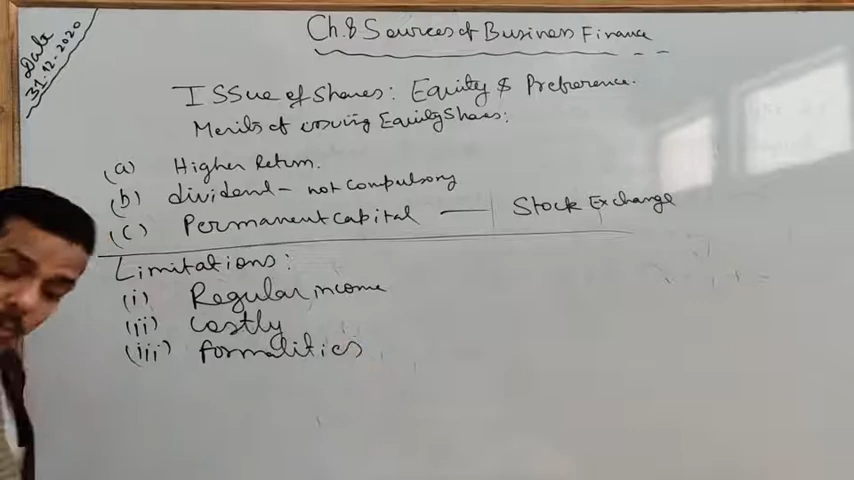 Date
31.12.2020
Ch.8 Sources of Business Finance
Issue of Shares: Equity & Prefrerence.
Merits of issuing Equity Shares:
(a) Higher Return.
(b) dividend - not compulsory
(c) Permanent capital — Stock Exchange
Limitations:
(i) Regular income
(ii) Costly
(iii) formalities